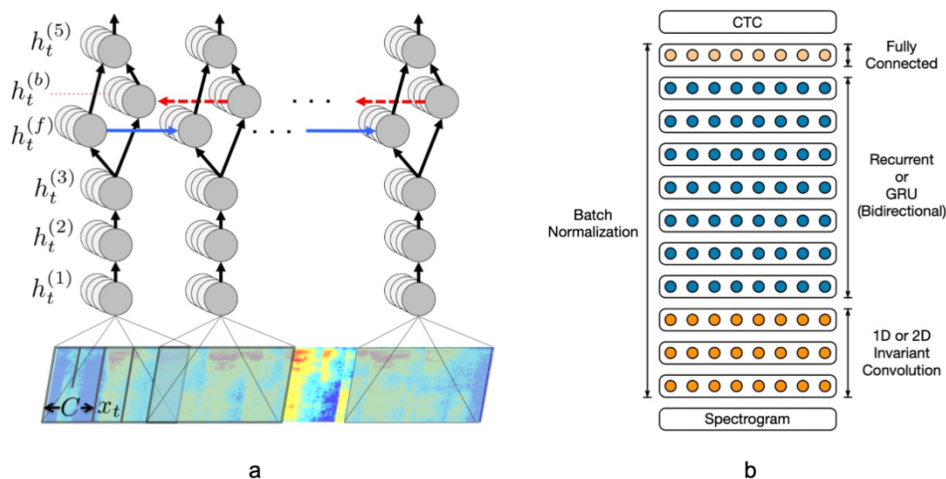 h_t^{(5)}
h_t^{(b)}
h_t^{(f)}
h_t^{(3)}
h_t^{(2)}
h_t^{(1)}
C x_t
a
CTC
Fully
Connected
Recurrent
or
GRU
(Bidirectional)
Batch
Normalization
1D or 2D
Invariant
Convolution
Spectrogram
b